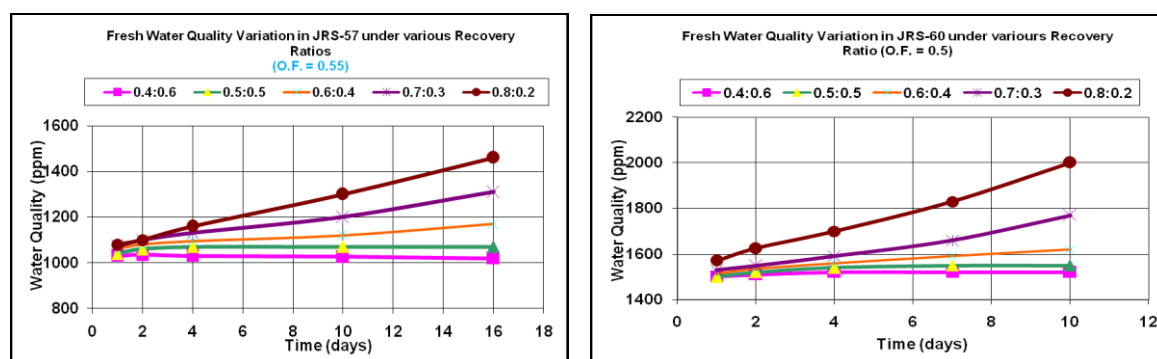 Fresh Water Quality Variation in JRS-57 under various Recovery
Ratios
(O.F. = 0.55)
0.4:0.6 0.5:0.5 0.6:0.4 0.7:0.3 0.8:0.2
Water Quality (ppm)
1600
1400
1200
1000
800
0 2 4 6 8 10 12 14 16 18
Time (days)
Fresh Water Quality Variation in JRS-60 under variours Recovery
Ratio (O.F. = 0.5)
0.4:0.6 0.5:0.5 0.6:0.4 0.7:0.3 0.8:0.2
Water Quality (ppm)
2200
2000
1800
1600
1400
0 2 4 6 8 10 12
Time (days)